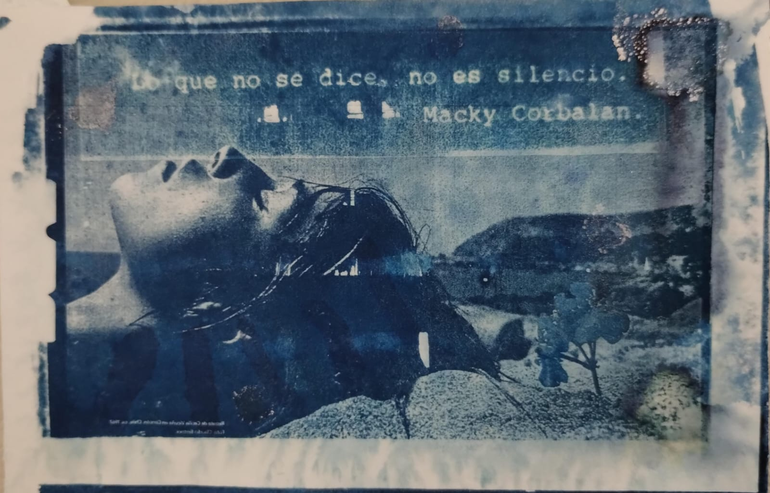 Lo que no se dice, no es silencio.
Macky Corbalan.